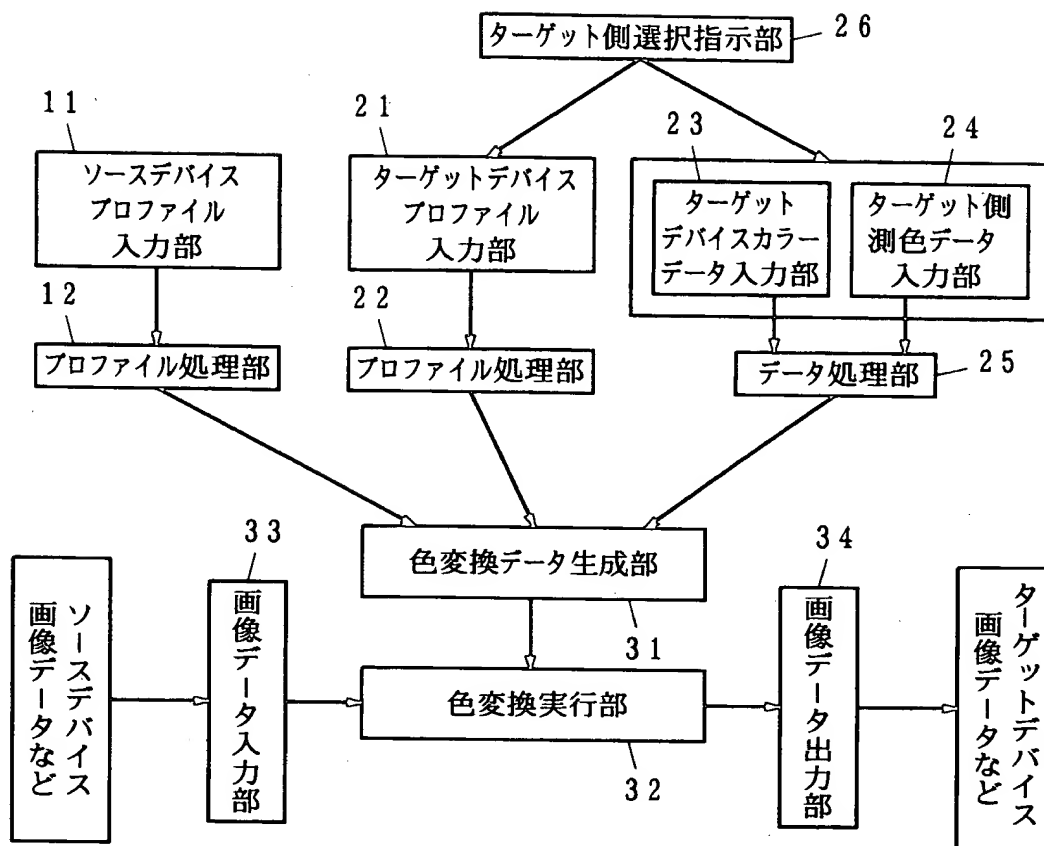 ターゲット側選択指示部
26
11
ソースデバイス
プロファイル
入力部
21
ターゲットデバイス
プロファイル
入力部
23
ターゲット
デバイスカラー
データ入力部
24
ターゲット側
測色データ
入力部
12
プロファイル処理部
22
プロファイル処理部
データ処理部
25
色変換データ生成部
31
色変換実行部
32
ソースデバイス
画像データなど
33
画像データ入力部
34
画像データ出力部
ターゲットデバイス
画像データなど